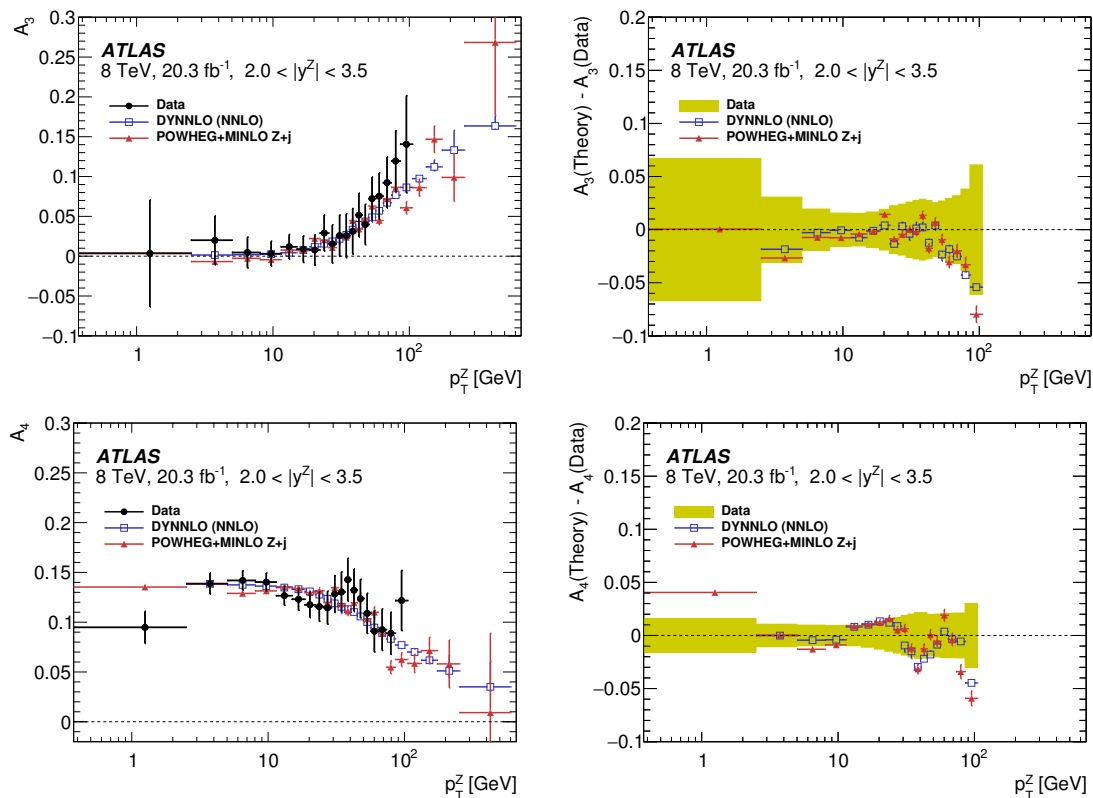 A₃
0.3
0.25
0.2
0.15
0.1
0.05
0
−0.05
−0.1
ATLAS
8 TeV, 20.3 fb⁻¹, 2.0 < |yᶻ| < 3.5
Data
DYNNLO (NNLO)
POWHEG+MINLO Z+j
1 10 10²
p_T^Z [GeV]
A₃(Theory) - A₃(Data)
0.2
0.15
0.1
0.05
0
−0.05
−0.1
ATLAS
8 TeV, 20.3 fb⁻¹, 2.0 < |yᶻ| < 3.5
Data
DYNNLO (NNLO)
POWHEG+MINLO Z+j
1 10 10²
p_T^Z [GeV]
A₄
0.3
0.25
0.2
0.15
0.1
0.05
0
ATLAS
8 TeV, 20.3 fb⁻¹, 2.0 < |yᶻ| < 3.5
Data
DYNNLO (NNLO)
POWHEG+MINLO Z+j
1 10 10²
p_T^Z [GeV]
A₄(Theory) - A₄(Data)
0.2
0.15
0.1
0.05
0
−0.05
−0.1
ATLAS
8 TeV, 20.3 fb⁻¹, 2.0 < |yᶻ| < 3.5
Data
DYNNLO (NNLO)
POWHEG+MINLO Z+j
1 10 10²
p_T^Z [GeV]